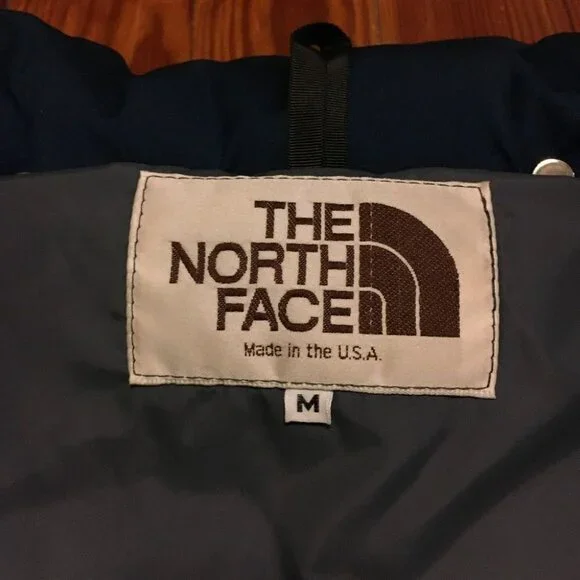 THE
NORTH
FACE
Made in the U.S.A.
M